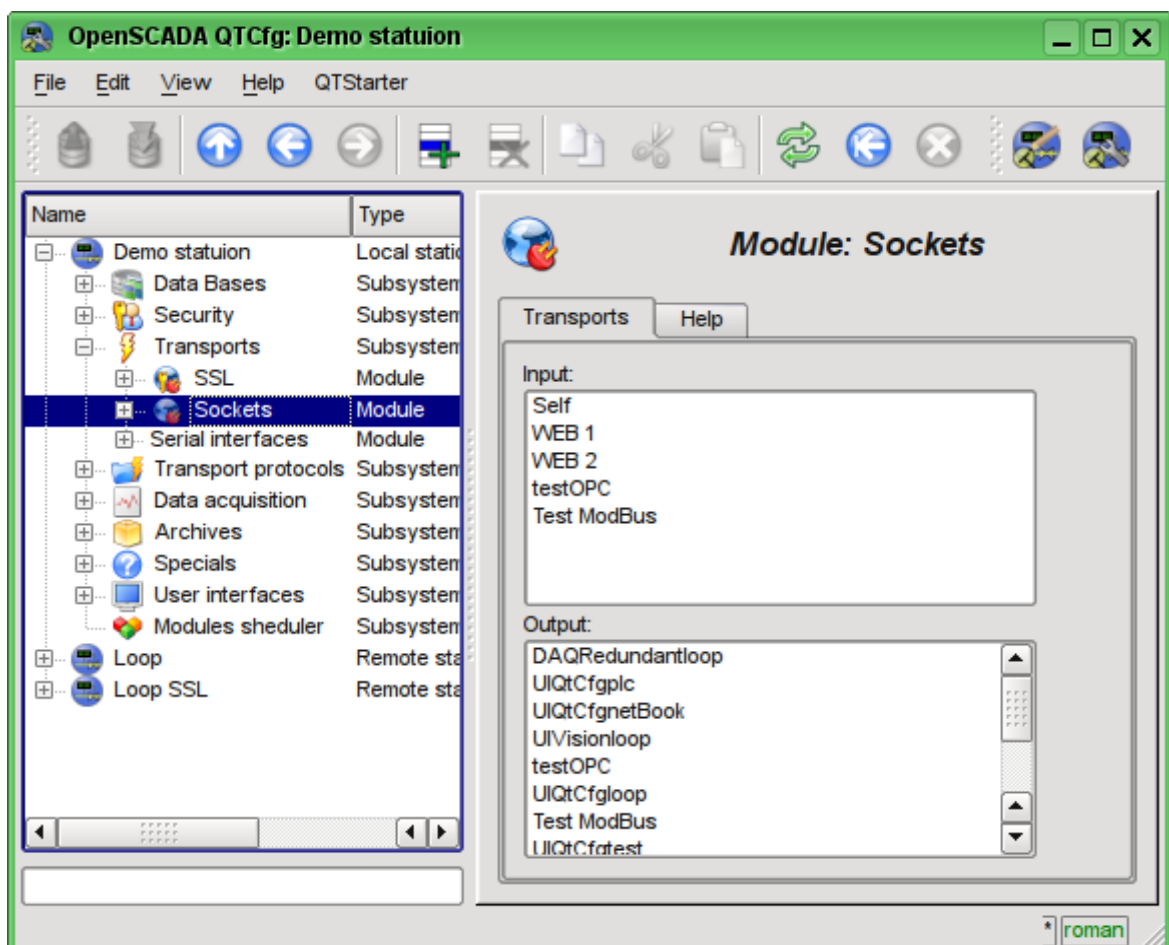 OpenSCADA QTCfg: Demo statuion
File Edit View Help QTStarter
Name Type
Demo statuion Local static
Data Bases Subsystem
Security Subsystem
Transports Subsystem
SSL Module
Sockets Module
Serial interfaces Module
Transport protocols Subsystem
Data acquisition Subsystem
Archives Subsystem
Specials Subsystem
User interfaces Subsystem
Modules sheduler Subsystem
Loop Remote sta
Loop SSL Remote sta
Module: Sockets
Transports Help
Input:
Self
WEB 1
WEB 2
testOPC
Test ModBus
Output:
DAQRedundantloop
UIQtCfgplc
UIQtCfgnetBook
UIVisionloop
testOPC
UIQtCfgloop
Test ModBus
UIQtCfgtest
* roman